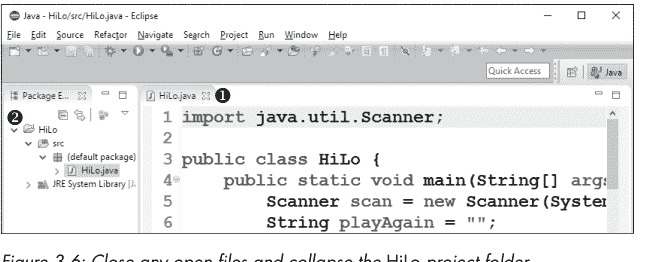 Java - HiLo/src/HiLo.java - Eclipse
File Edit Source Refactor Navigate Search Project Run Window Help
Quick Access Java
Package E... HiLo.java 1
2
HiLo
src
(default package)
HiLo.java
JRE System Library [J
1 import java.util.Scanner;
2
3 public class HiLo {
4 public static void main(String[] args
5 Scanner scan = new Scanner(System
6 String playAgain = "";
Figure 3-6: Close any open files and collapse the HiLo project folder